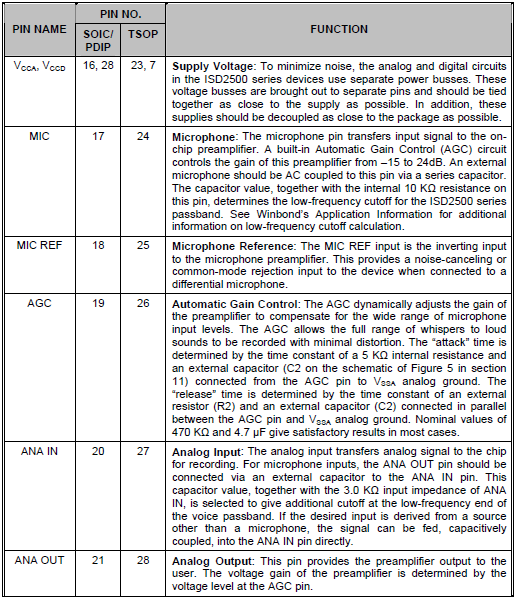 PIN NAME
PIN NO.
FUNCTION
SOIC/
PDIP
TSOP
VCCA, VCCD
16, 28
23, 7
Supply Voltage: To minimize noise, the analog and digital circuits
in the ISD2500 series devices use separate power busses. These
voltage busses are brought out to separate pins and should be tied
together as close to the supply as possible. In addition, these
supplies should be decoupled as close to the package as possible.
MIC
17
24
Microphone: The microphone pin transfers input signal to the on-
chip preamplifier. A built-in Automatic Gain Control (AGC) circuit
controls the gain of this preamplifier from –15 to 24dB. An external
microphone should be AC coupled to this pin via a series capacitor.
The capacitor value, together with the internal 10 KΩ resistance on
this pin, determines the low-frequency cutoff for the ISD2500 series
passband. See Winbond's Application Information for additional
information on low-frequency cutoff calculation.
MIC REF
18
25
Microphone Reference: The MIC REF input is the inverting input
to the microphone preamplifier. This provides a noise-canceling or
common-mode rejection input to the device when connected to a
differential microphone.
AGC
19
26
Automatic Gain Control: The AGC dynamically adjusts the gain of
the preamplifier to compensate for the wide range of microphone
input levels. The AGC allows the full range of whispers to loud
sounds to be recorded with minimal distortion. The “attack” time is
determined by the time constant of a 5 KΩ internal resistance and
an external capacitor (C2 on the schematic of Figure 5 in section
11) connected from the AGC pin to VSSA analog ground. The
“release” time is determined by the time constant of an external
resistor (R2) and an external capacitor (C2) connected in parallel
between the AGC pin and VSSA analog ground. Nominal values of
470 KΩ and 4.7 μF give satisfactory results in most cases.
ANA IN
20
27
Analog Input: The analog input transfers analog signal to the chip
for recording. For microphone inputs, the ANA OUT pin should be
connected via an external capacitor to the ANA IN pin. This
capacitor value, together with the 3.0 KΩ input impedance of ANA
IN, is selected to give additional cutoff at the low-frequency end of
the voice passband. If the desired input is derived from a source
other than a microphone, the signal can be fed, capacitively
coupled, into the ANA IN pin directly.
ANA OUT
21
28
Analog Output: This pin provides the preamplifier output to the
user. The voltage gain of the preamplifier is determined by the
voltage level at the AGC pin.